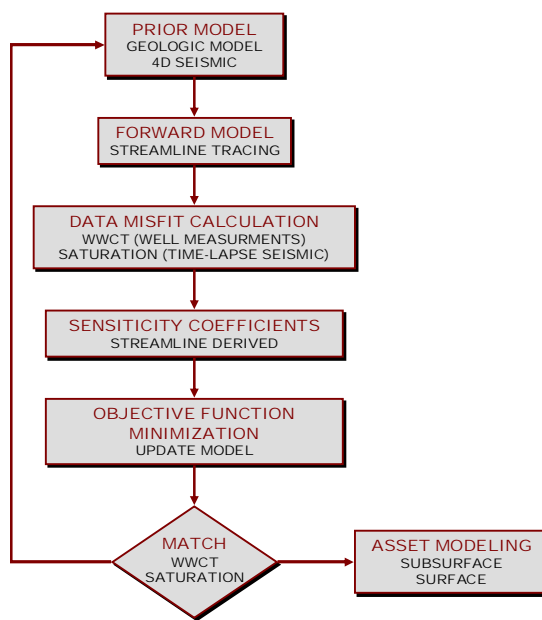 PRIOR MODEL
GEOLOGIC MODEL
4D SEISMIC
FORWARD MODEL
STREAMLINE TRACING
DATA MISFIT CALCULATION
WWCT (WELL MEASURMENTS)
SATURATION (TIME-LAPSE SEISMIC)
SENSITICITY COEFFICIENTS
STREAMLINE DERIVED
OBJECTIVE FUNCTION
MINIMIZATION
UPDATE MODEL
MATCH
WWCT
SATURATION
ASSET MODELING
SUBSURFACE
SURFACE